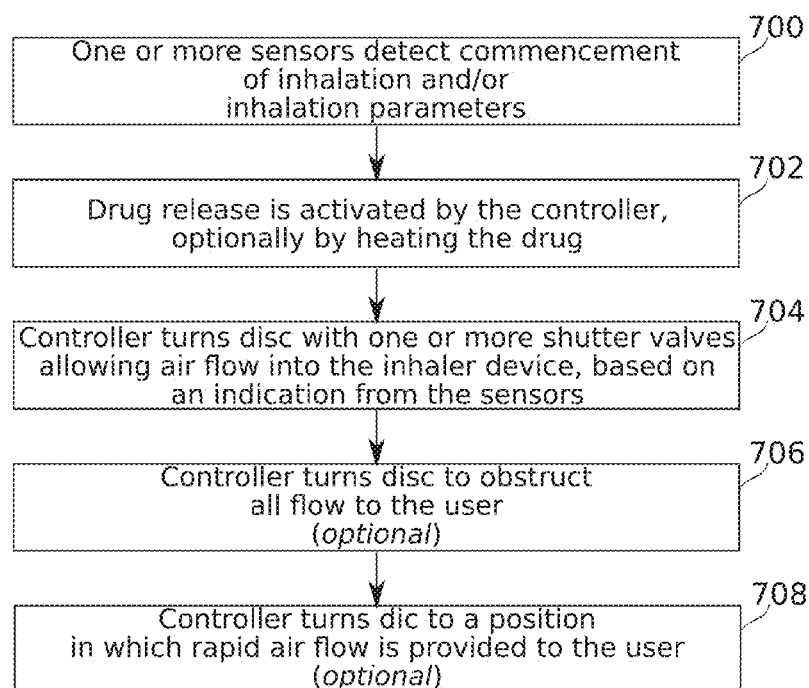 700
One or more sensors detect commencement
of inhalation and/or
inhalation parameters
702
Drug release is activated by the controller,
optionally by heating the drug
704
Controller turns disc with one or more shutter valves
allowing air flow into the inhaler device, based on
an indication from the sensors
706
Controller turns disc to obstruct
all flow to the user
(optional)
708
Controller turns dic to a position
in which rapid air flow is provided to the user
(optional)